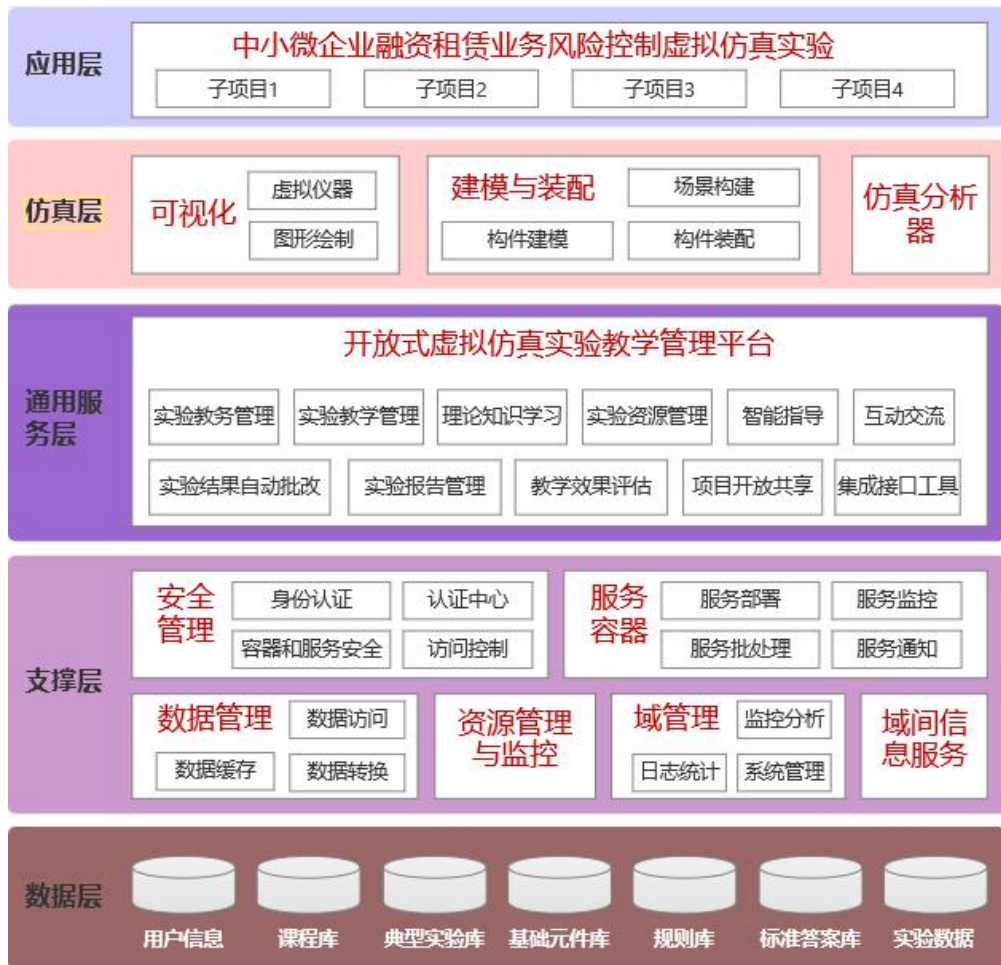 应用层
中小微企业融资租赁业务风险控制虚拟仿真实验
子项目1
子项目2
子项目3
子项目4
仿真层
可视化
虚拟仪器
图形绘制
建模与装配
场景构建
构件建模
构件装配
仿真分析
器
通用服
务层
开放式虚拟仿真实验教学管理平台
实验教务管理
实验教学管理
理论知识学习
实验资源管理
智能指导
互动交流
实验结果自动批改
实验报告管理
教学效果评估
项目开放共享
集成接口工具
支撑层
安全
管理
身份认证
认证中心
容器和服务安全
访问控制
服务
容器
服务部署
服务监控
服务批处理
服务通知
数据管理
数据访问
数据缓存
数据转换
资源管理
与监控
域管理
监控分析
日志统计
系统管理
域间信
息服务
数据层
用户信息
课程库
典型实验库
基础元件库
规则库
标准答案库
实验数据